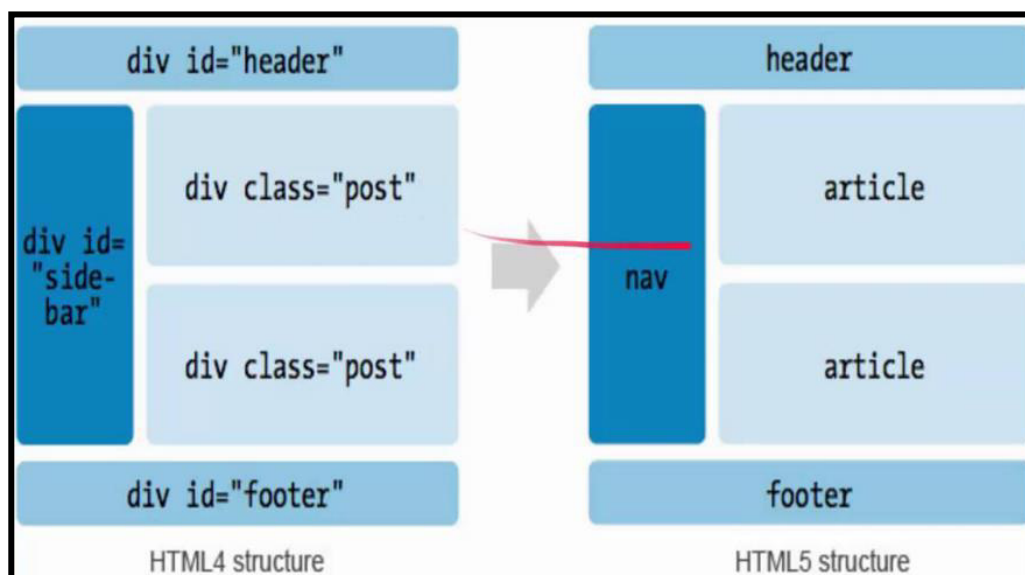 div id="header"
div class="post"
div id=
"side-
bar"
div class="post"
div id="footer"
HTML4 structure
header
article
nav
article
footer
HTML5 structure